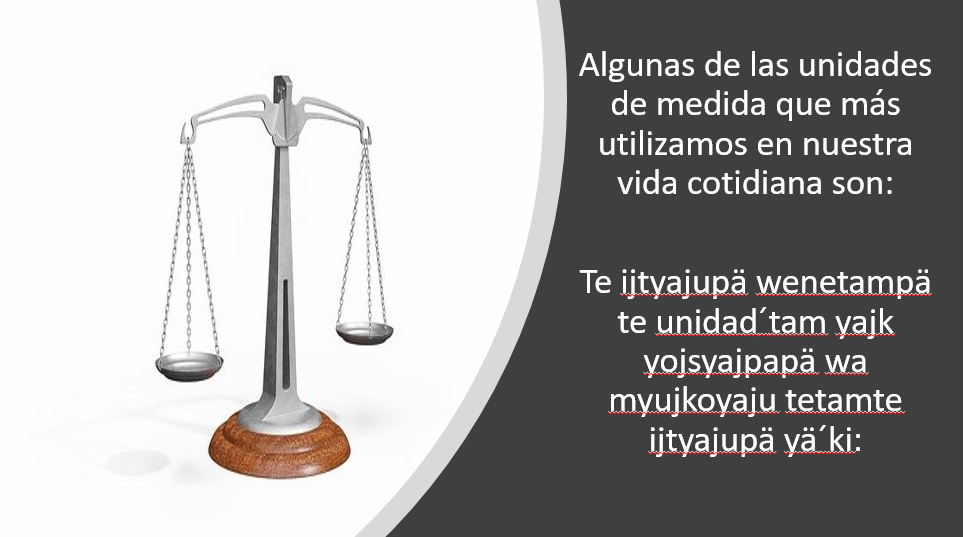 Algunas de las unidades
de medida que más
utilizamos en nuestra
vida cotidiana son:
Te ijtyajupä wenetampä
te unidad´tam yajk
yojsyajpapä wa
myujkoyaju tetamte
ijtyajupä yä´ki: